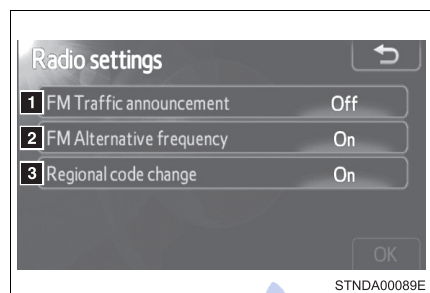 Radio settings
1 FM Traffic announcement Off
2 FM Alternative frequency On
3 Regional code change On
OK
STNDA00089E